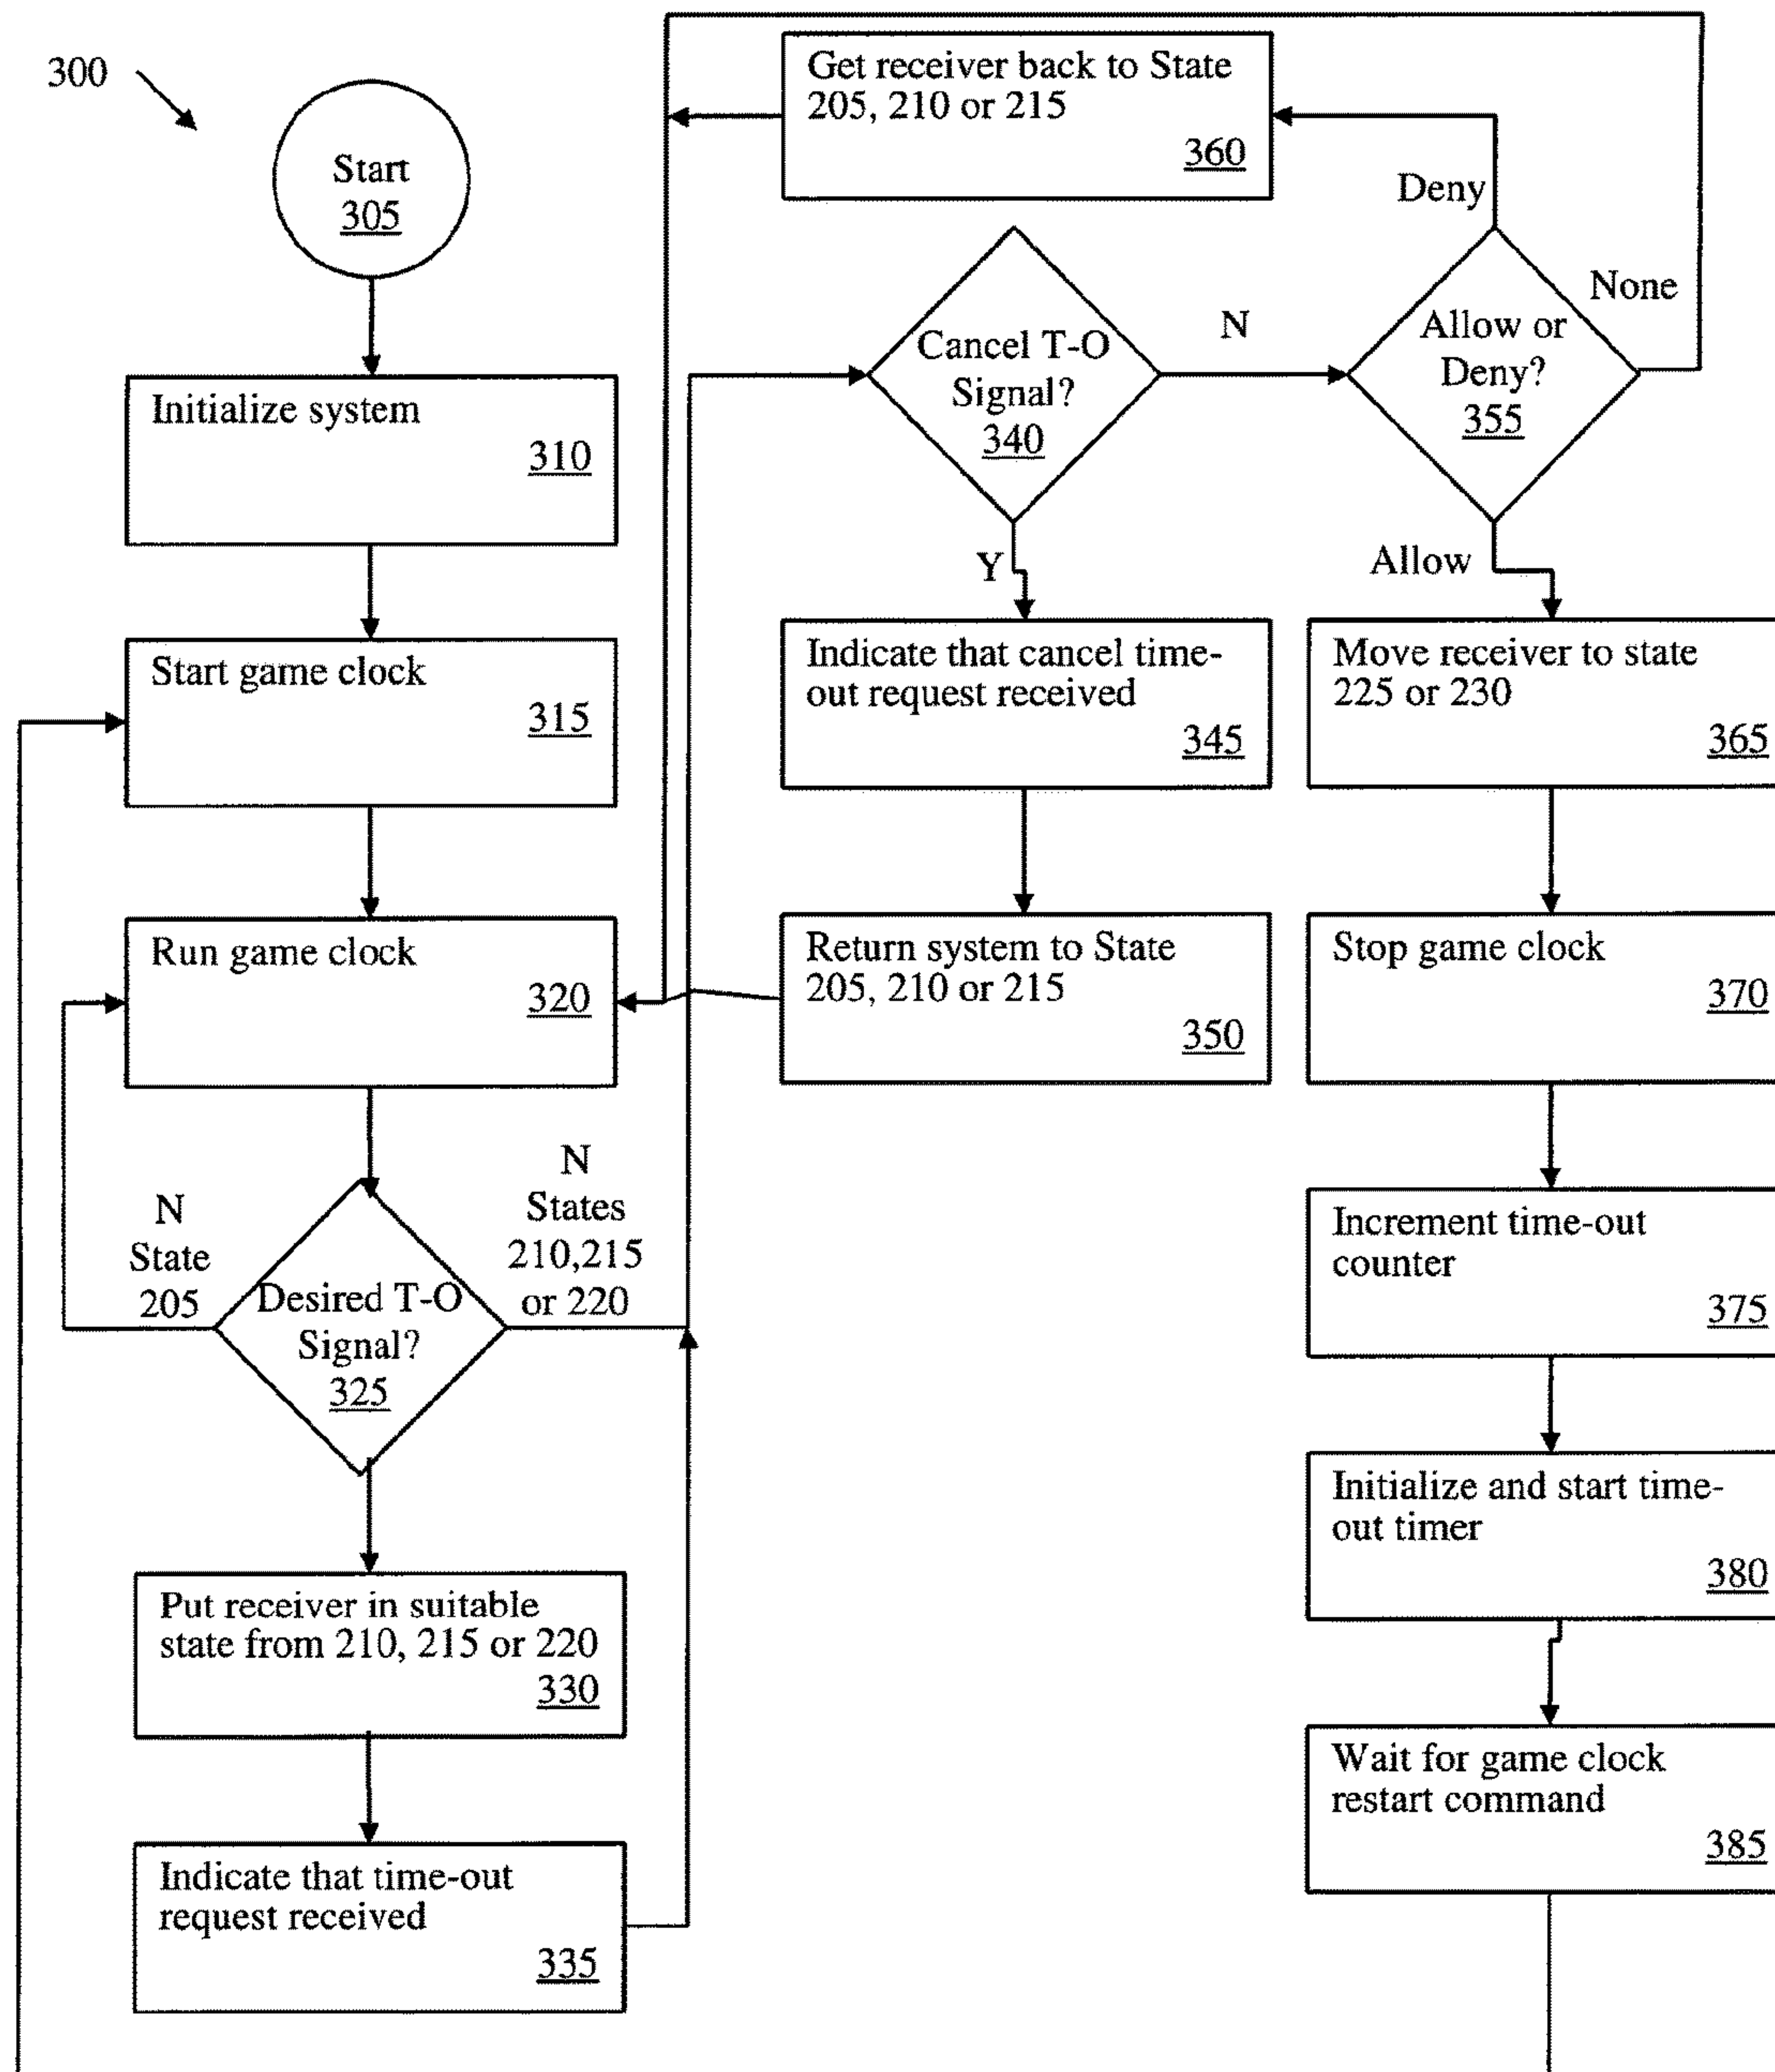 300
Start
305
Initialize system
310
Start game clock
315
Run game clock
320
N
State
205
N
States
210,215
or 220
Desired T-O
Signal?
325
Put receiver in suitable
state from 210, 215 or 220
330
Indicate that time-out
request received
335
Get receiver back to State
205, 210 or 215
360
Deny
None
Cancel T-O
Signal?
340
N
Allow or
Deny?
355
Y
Allow
Indicate that cancel time-
out request received
345
Return system to State
205, 210 or 215
350
Move receiver to state
225 or 230
365
Stop game clock
370
Increment time-out
counter
375
Initialize and start time-
out timer
380
Wait for game clock
restart command
385